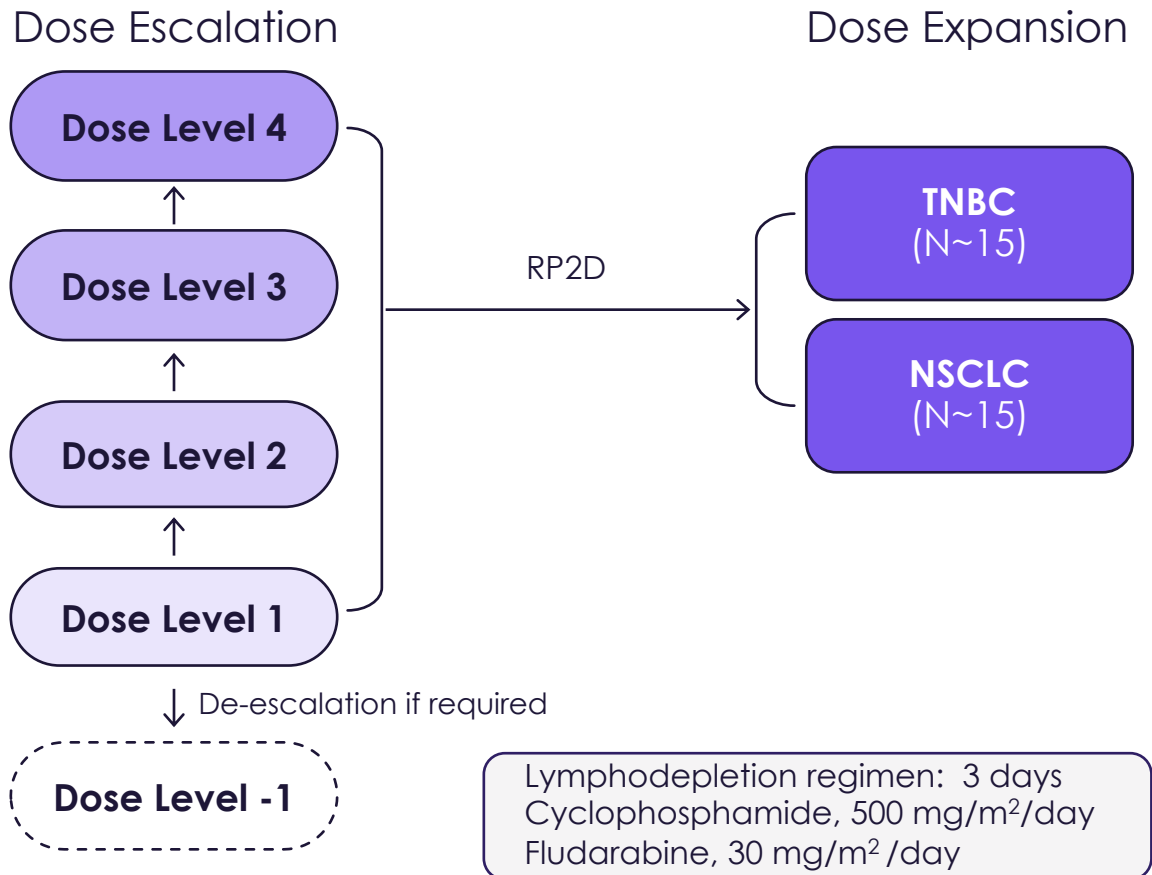 Dose Escalation
Dose Expansion
Dose Level 4
Dose Level 3
Dose Level 2
Dose Level 1
De-escalation if required
Dose Level -1
RP2D
TNBC
(N~15)
NSCLC
(N~15)
Lymphodepletion regimen:  3 days
Cyclophosphamide, 500 mg/m²/day
Fludarabine, 30 mg/m² /day